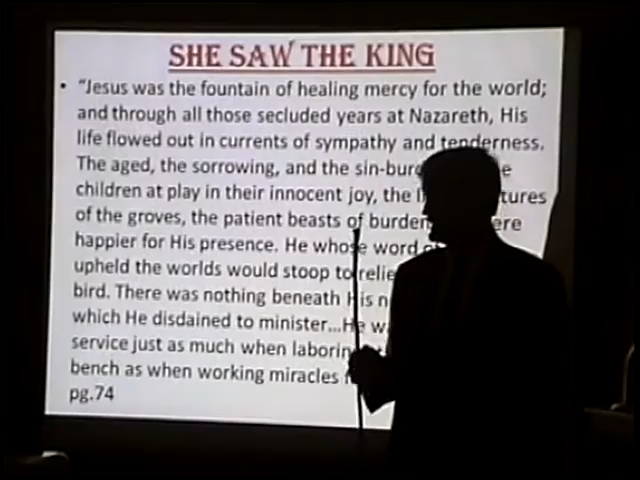 SHE SAW THE KING
• "Jesus was the fountain of healing mercy for the world;
and through all those secluded years at Nazareth, His
life flowed out in currents of sympathy and tenderness.
The aged, the sorrowing, and the sin-
children at play in their innocent joy, the
of the groves, the patient beasts of burden
happier for His presence. He whose word
upheld the worlds would stoop to
bird. There was nothing beneath His
which He disdained to minister...He
service just as much when
bench as when working miracles
pg.74